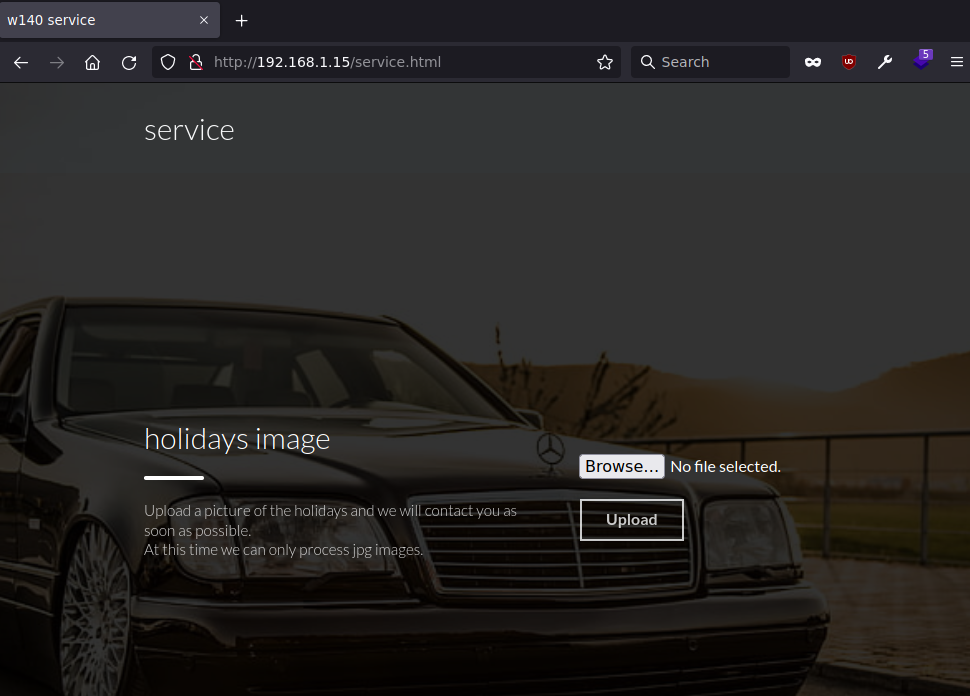 w140 service
http://192.168.1.15/service.html
Search
5
service
holidays image
Browse... No file selected.
Upload a picture of the holidays and we will contact you as
soon as possible.
At this time we can only process jpg images.
Upload